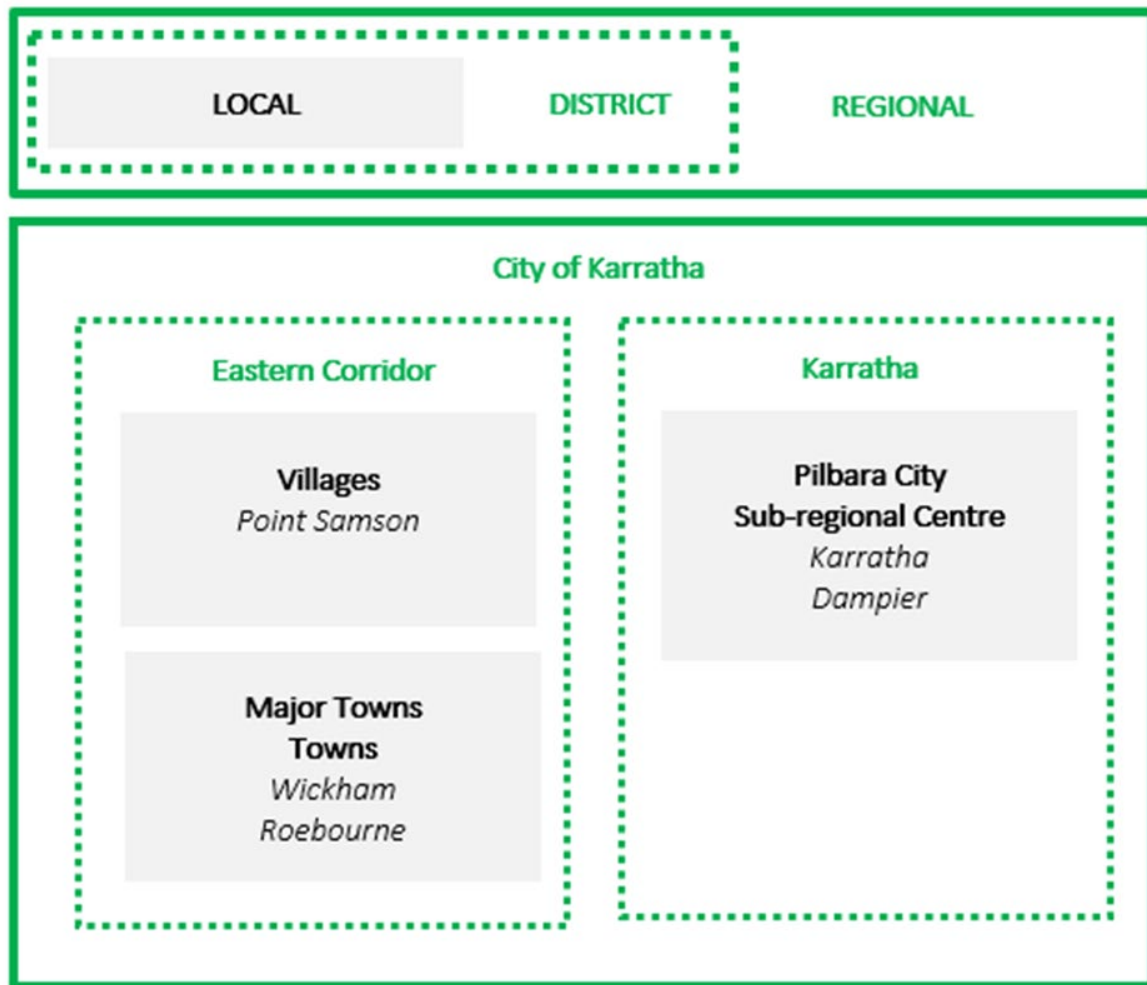 LOCAL
DISTRICT
REGIONAL
City of Karratha
Eastern Corridor
Villages
Point Samson
Major Towns
Towns
Wickham
Roebourne
Karratha
Pilbara City
Sub-regional Centre
Karratha
Dampier